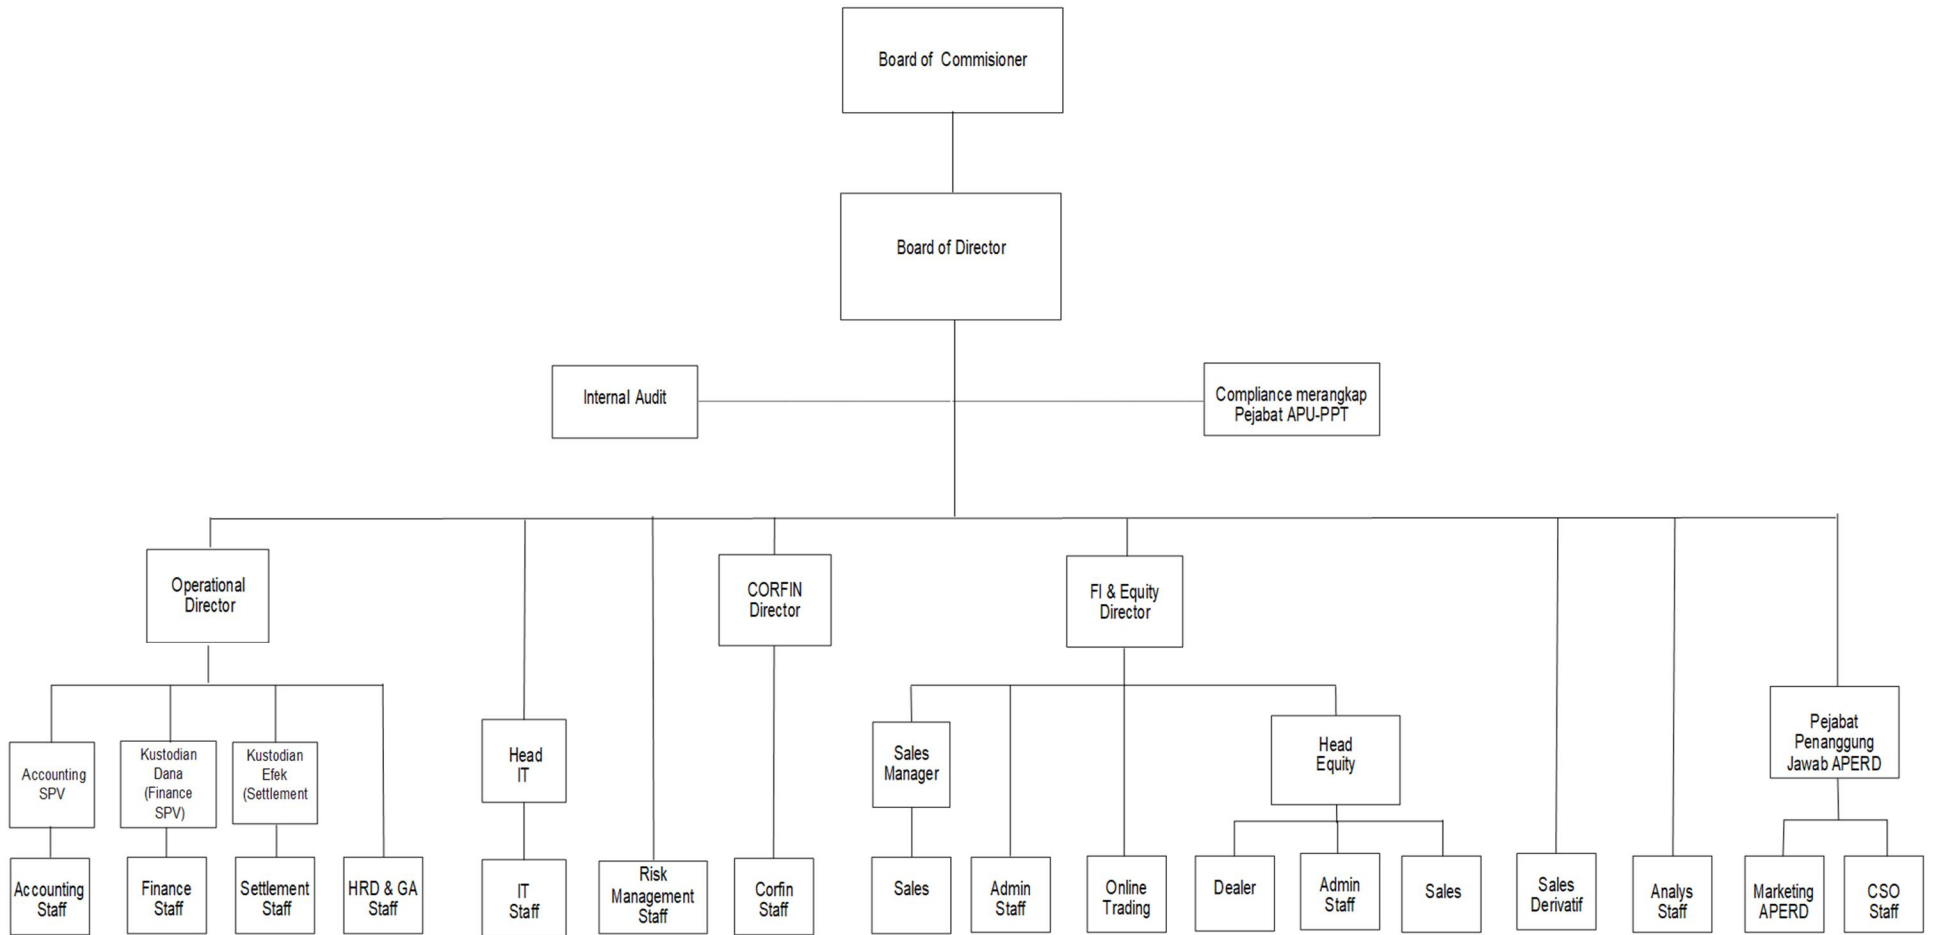 Board of Commisioner
Board of Director
Internal Audit
Compliance merangkap
Pejabat APU-PPT
Operational
Director
CORFIN
Director
FI & Equity
Director
Accounting
SPV
Kustodian
Dana
(Finance
SPV)
Kustodian
Efek
(Settlement
Head
IT
Sales
Manager
Head
Equity
Pejabat
Penanggung
Jawab APERD
Accounting
Staff
Finance
Staff
Settlement
Staff
HRD & GA
Staff
IT
Staff
Risk
Management
Staff
Corfin
Staff
Sales
Admin
Staff
Online
Trading
Dealer
Admin
Staff
Sales
Sales
Derivatif
Analys
Staff
Marketing
APERD
CSO
Staff